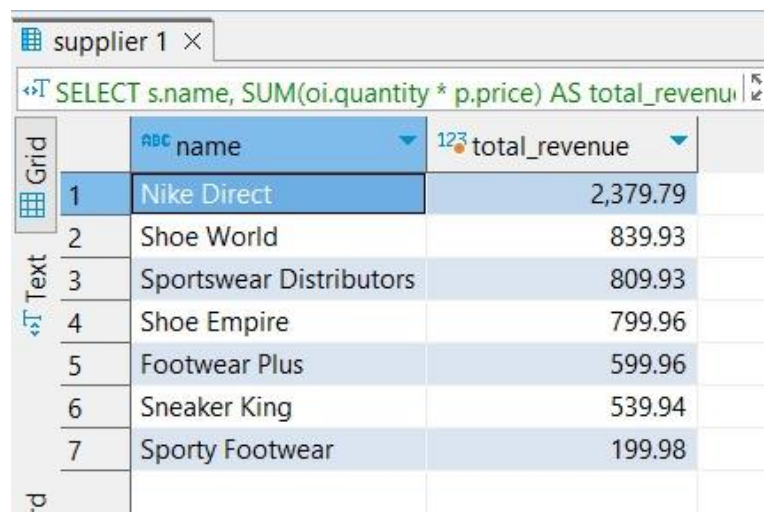 supplier 1 ×
T SELECT s.name, SUM(oi.quantity * p.price) AS total_revenu
Grid
Text
ABC name 123 total_revenue
1 Nike Direct 2,379.79
2 Shoe World 839.93
3 Sportswear Distributors 809.93
4 Shoe Empire 799.96
5 Footwear Plus 599.96
6 Sneaker King 539.94
7 Sporty Footwear 199.98